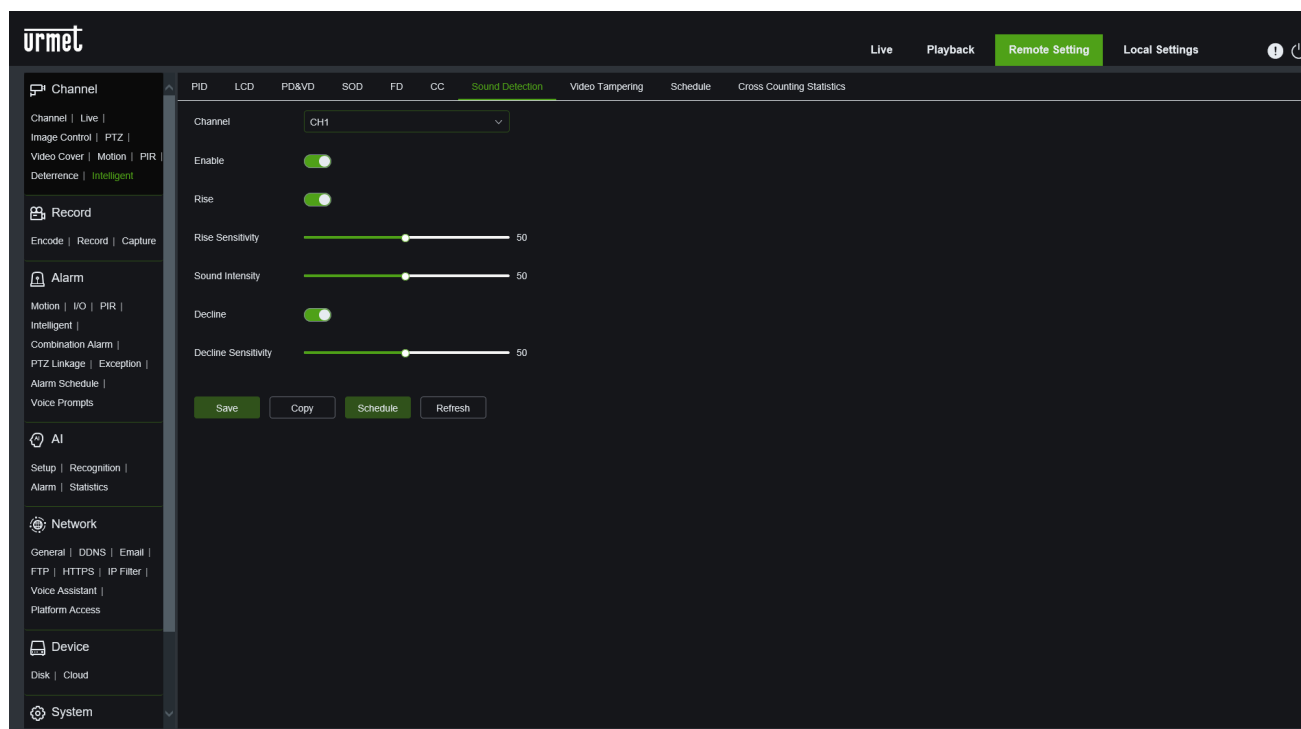 urmet
Live Playback Remote Setting Local Settings
Channel
Channel | Live |
Image Control | PTZ |
Video Cover | Motion | PIR |
Deterrence | Intelligent
Record
Encode | Record | Capture
Alarm
Motion | I/O | PIR |
Intelligent |
Combination Alarm |
PTZ Linkage | Exception |
Alarm Schedule |
Voice Prompts
AI
Setup | Recognition |
Alarm | Statistics
Network
General | DDNS | Email |
FTP | HTTPS | IP Filter |
Voice Assistant |
Platform Access
Device
Disk | Cloud
System
PID LCD PD&VD SOD FD CC Sound Detection Video Tampering Schedule Cross Counting Statistics
Channel CH1
Enable
Rise
Rise Sensitivity 50
Sound Intensity 50
Decline
Decline Sensitivity 50
Save Copy Schedule Refresh